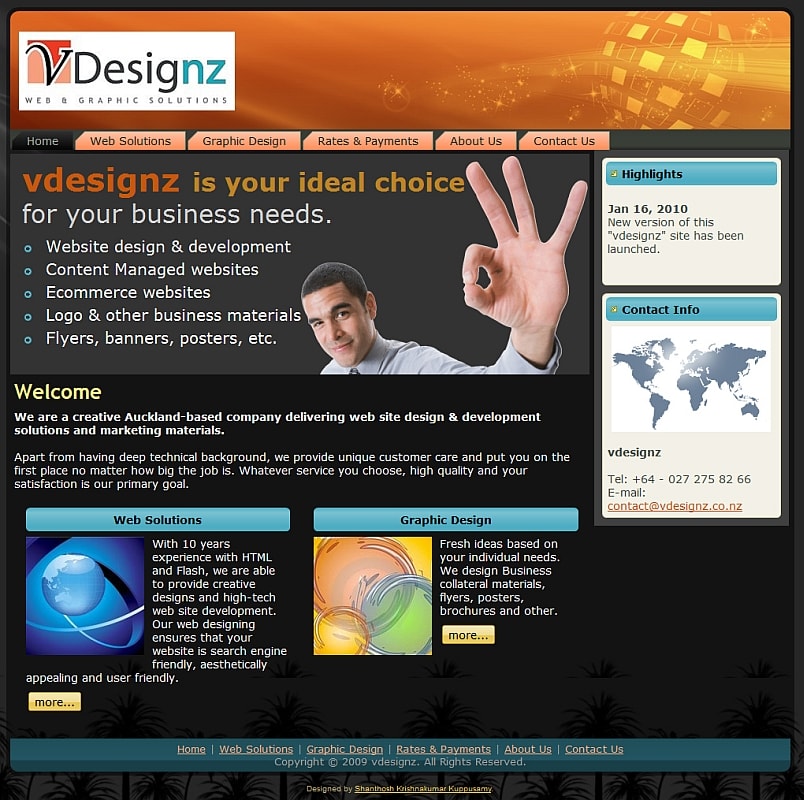 VDesignz
WEB & GRAPHIC SOLUTIONS
Home
Web Solutions
Graphic Design
Rates & Payments
About Us
Contact Us
vdesignz is your ideal choice
for your business needs.
Website design & development
Content Managed websites
Ecommerce websites
Logo & other business materials
Flyers, banners, posters, etc.
Highlights
Jan 16, 2010
New version of this
"vdesignz" site has been
launched.
Contact Info
vdesignz
Tel: +64 - 027 275 82 66
E-mail:
contact@vdesignz.co.nz
Welcome
We are a creative Auckland-based company delivering web site design & development
solutions and marketing materials.
Apart from having deep technical background, we provide unique customer care and put you on the
first place no matter how big the job is. Whatever service you choose, high quality and your
satisfaction is our primary goal.
Web Solutions
With 10 years
experience with HTML
and Flash, we are able
to provide creative
designs and high-tech
web site development.
Our web designing
ensures that your
website is search engine
friendly, aesthetically
appealing and user friendly.
more...
Graphic Design
Fresh ideas based on
your individual needs.
We design Business
collateral materials,
flyers, posters,
brochures and other.
more...
Home | Web Solutions | Graphic Design | Rates & Payments | About Us | Contact Us
Copyright © 2009 vdesignz. All Rights Reserved.
Designed by Shanthosh Krishnakumar Kuppusamy.